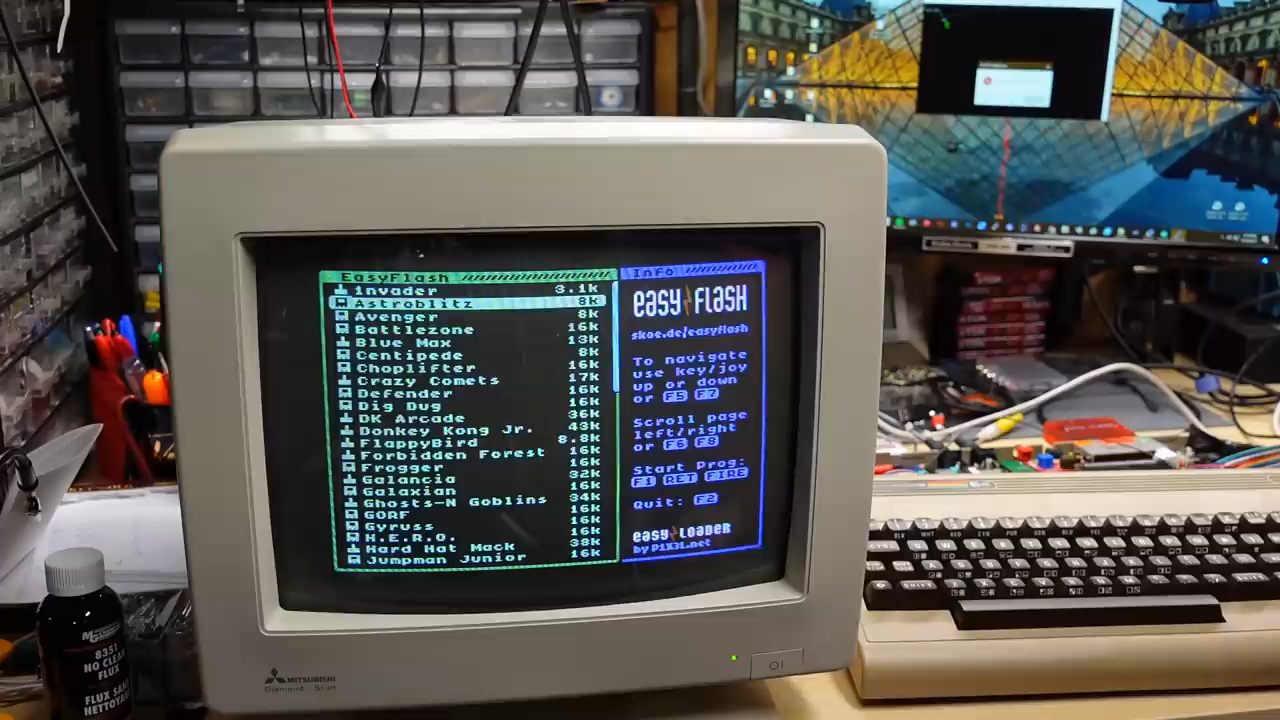 EasyFlash
invader 3.1k
Astroblitz 8k
Avenger 8k
Battlezone 16k
Blue Max 13k
Centipede 8k
Choplifter 16k
Crazy Comets 17k
Defender 16k
Dig Dug 16k
DK Arcade 36k
Donkey Kong Jr. 43k
FlappyBird 8.8k
Forbidden Forest 16k
Frogger 16k
Galancia 32k
Galaxian 16k
Ghosts-N Goblins 34k
GORF 16k
Gyruss 16k
H.E.R.O. 16k
Hard Hat Mack 38k
Jumpman Junior 16k
Info
easy FLASH
skoe.de/easyflash
To navigate
use key/joy
up or down
or F5 F7
Scroll page
left/right
or F6 F8
Start Prog:
F1 RET FIRE
Quit: F2
easy LOADER
by P1X3L.net
MITSUBISHI
Diamond Scan
8351
NO CLEAN
FLUX
FLUX SANS
NETTOYAGE